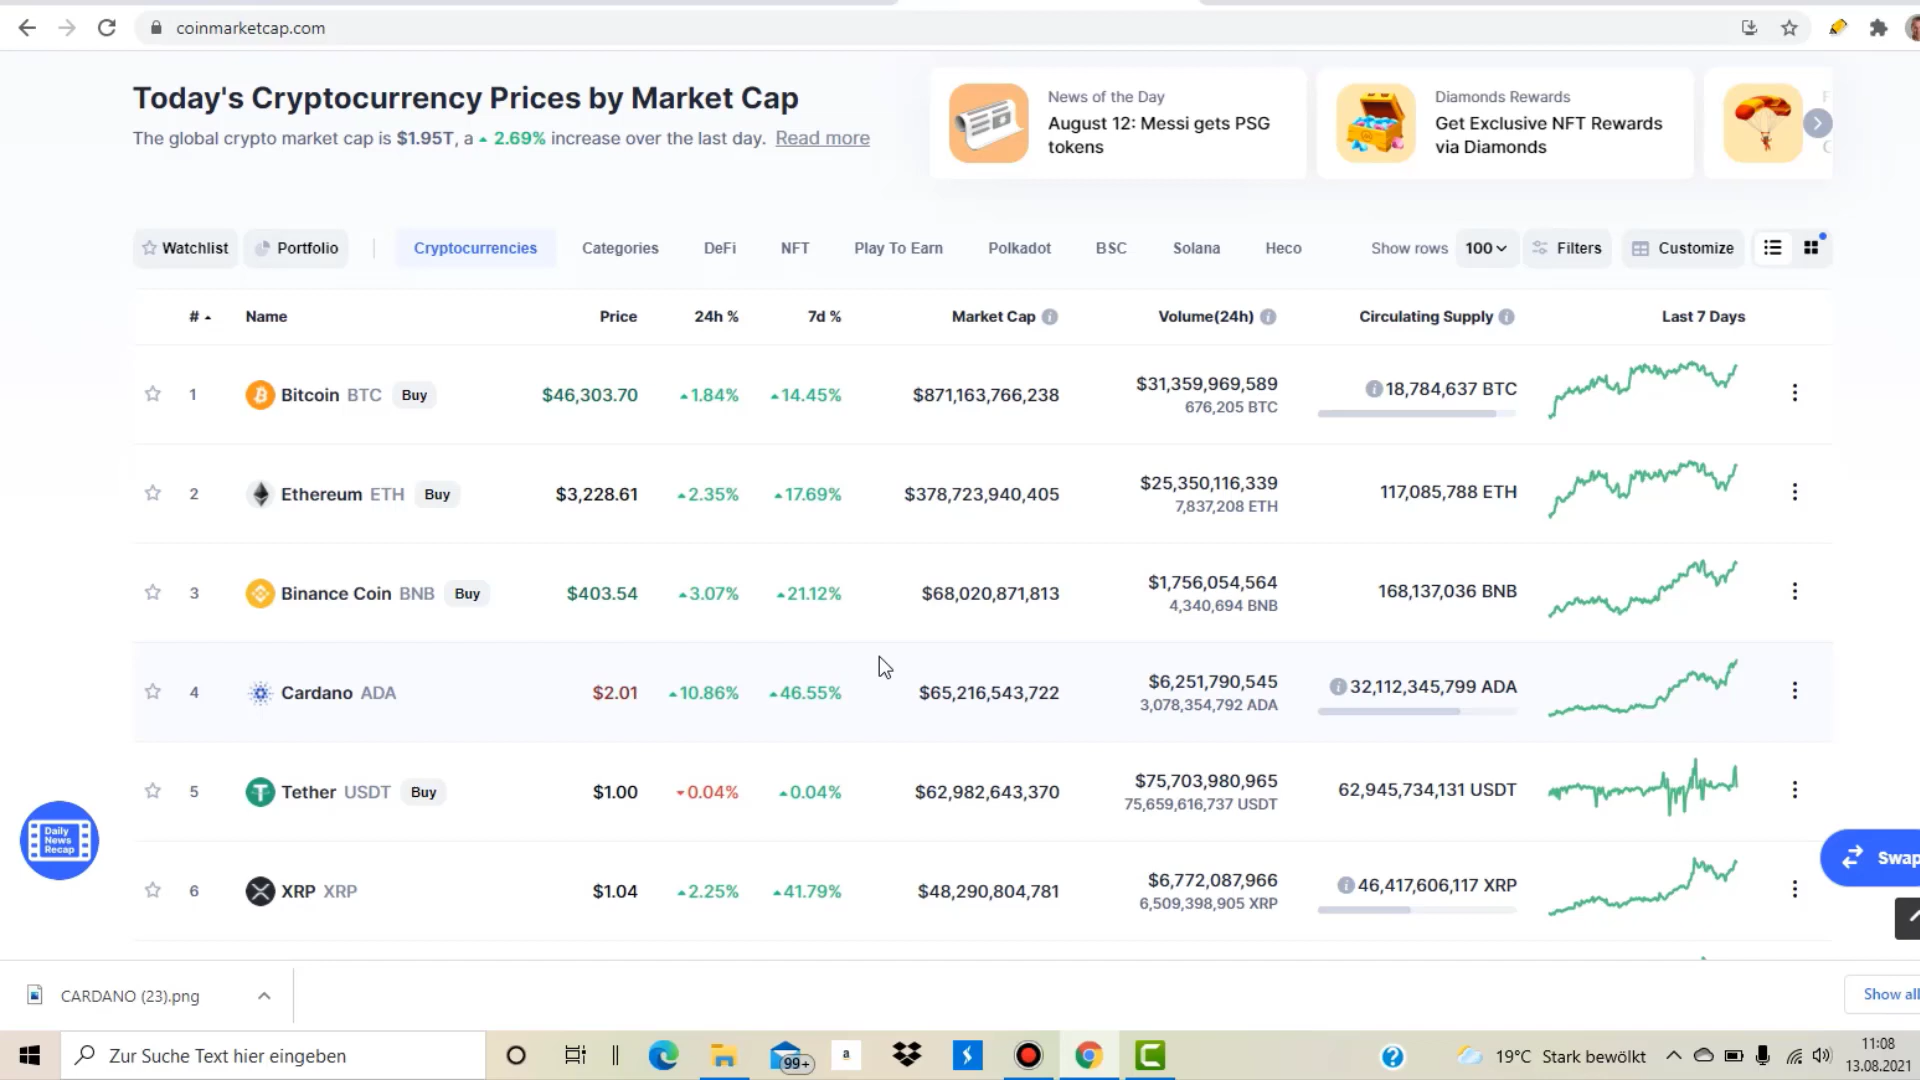 coinmarketcap.com
Today's Cryptocurrency Prices by Market Cap
The global crypto market cap is $1.95T, a 2.69% increase over the last day. Read more
News of the Day
August 12: Messi gets PSG
tokens
Diamonds Rewards
Get Exclusive NFT Rewards
via Diamonds
Watchlist Portfolio Cryptocurrencies Categories DeFi NFT Play To Earn Polkadot BSC Solana Heco Show rows 100 Filters Customize
# Name Price 24h % 7d % Market Cap Volume(24h) Circulating Supply Last 7 Days
1 Bitcoin BTC Buy $46,303.70 1.84% 14.45% $871,163,766,238 $31,359,969,589 18,784,637 BTC
676,205 BTC
2 Ethereum ETH Buy $3,228.61 2.35% 17.69% $378,723,940,405 $25,350,116,339 117,085,788 ETH
7,837,208 ETH
3 Binance Coin BNB Buy $403.54 3.07% 21.12% $68,020,871,813 $1,756,054,564 168,137,036 BNB
4,340,694 BNB
4 Cardano ADA $2.01 10.86% 46.55% $65,216,543,722 $6,251,790,545 32,112,345,799 ADA
3,078,354,792 ADA
5 Tether USDT Buy $1.00 0.04% 0.04% $62,982,643,370 $75,703,980,965 62,945,734,131 USDT
75,659,616,737 USDT
Daily
News
Recap
Swap
6 XRP XRP $1.04 2.25% 41.79% $48,290,804,781 $6,772,087,966 46,417,606,117 XRP
6,509,398,905 XRP
CARDANO (23).png
Show all
Zur Suche Text hier eingeben
99+
a
19°C Stark bewölkt
11:08
13.08.2021